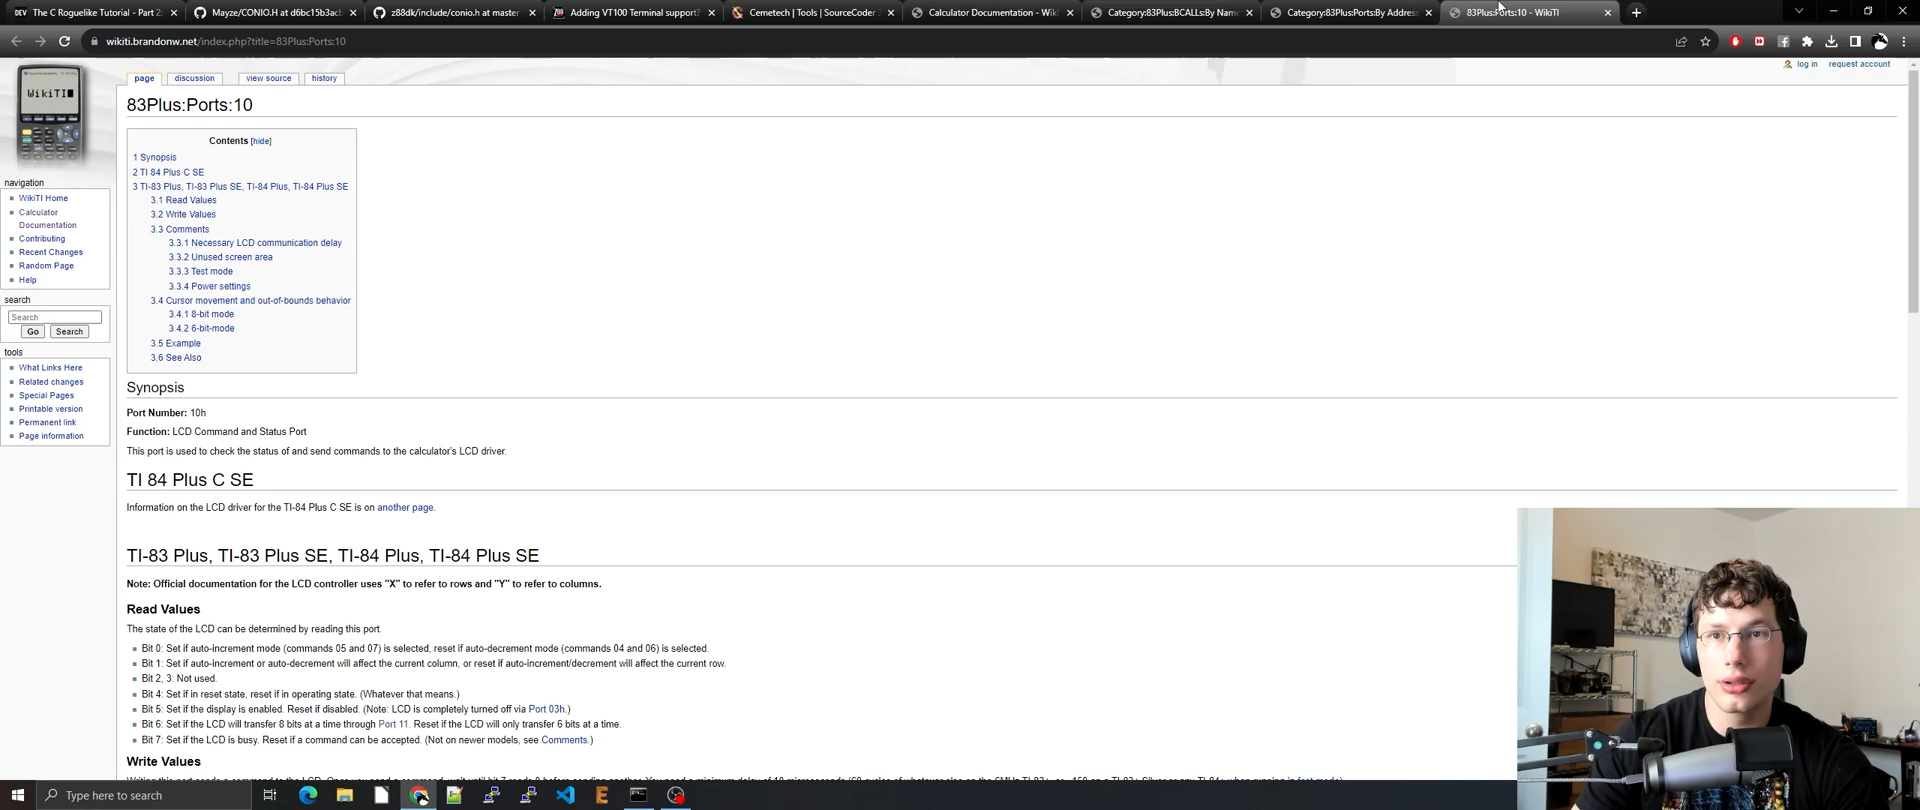 The C Roguelike Tutorial - Part 2:
Mayze/CONIO.H at d6bc15b3acb
z88dk/include/conio.h at master
Adding VT100 Terminal support?
Cemetech | Tools | SourceCoder 3
Calculator Documentation - WikiTI
Category:83Plus:BCALLs:By Name
Category:83Plus:Ports:By Address
83Plus:Ports:10 - WikiTI
wikiti.brandonw.net/index.php?title=83Plus:Ports:10
log in request account
page discussion view source history
WikiTI
83Plus:Ports:10
Contents [hide]
1 Synopsis
2 TI 84 Plus C SE
3 TI-83 Plus, TI-83 Plus SE, TI-84 Plus, TI-84 Plus SE
3.1 Read Values
3.2 Write Values
3.3 Comments
3.3.1 Necessary LCD communication delay
3.3.2 Unused screen area
3.3.3 Test mode
3.3.4 Power settings
3.4 Cursor movement and out-of-bounds behavior
3.4.1 8-bit mode
3.4.2 6-bit-mode
3.5 Example
3.6 See Also
navigation
WikiTI Home
Calculator
Documentation
Contributing
Recent Changes
Random Page
Help
search
Search
Go Search
tools
What Links Here
Related changes
Special Pages
Printable version
Permanent link
Page information
Synopsis
Port Number: 10h
Function: LCD Command and Status Port
This port is used to check the status of and send commands to the calculator's LCD driver.
TI 84 Plus C SE
Information on the LCD driver for the TI-84 Plus C SE is on another page.
TI-83 Plus, TI-83 Plus SE, TI-84 Plus, TI-84 Plus SE
Note: Official documentation for the LCD controller uses "X" to refer to rows and "Y" to refer to columns.
Read Values
The state of the LCD can be determined by reading this port.
Bit 0: Set if auto-increment mode (commands 05 and 07) is selected, reset if auto-decrement mode (commands 04 and 06) is selected.
Bit 1: Set if auto-increment or auto-decrement will affect the current column, or reset if auto-increment/decrement will affect the current row.
Bit 2, 3: Not used.
Bit 4: Set if in reset state, reset if in operating state. (Whatever that means.)
Bit 5: Set if the display is enabled. Reset if disabled. (Note: LCD is completely turned off via Port 03h.)
Bit 6: Set if the LCD will transfer 8 bits at a time through Port 11. Reset if the LCD will only transfer 6 bits at a time.
Bit 7: Set if the LCD is busy. Reset if a command can be accepted. (Not on newer models, see Comments.)
Write Values
Type here to search